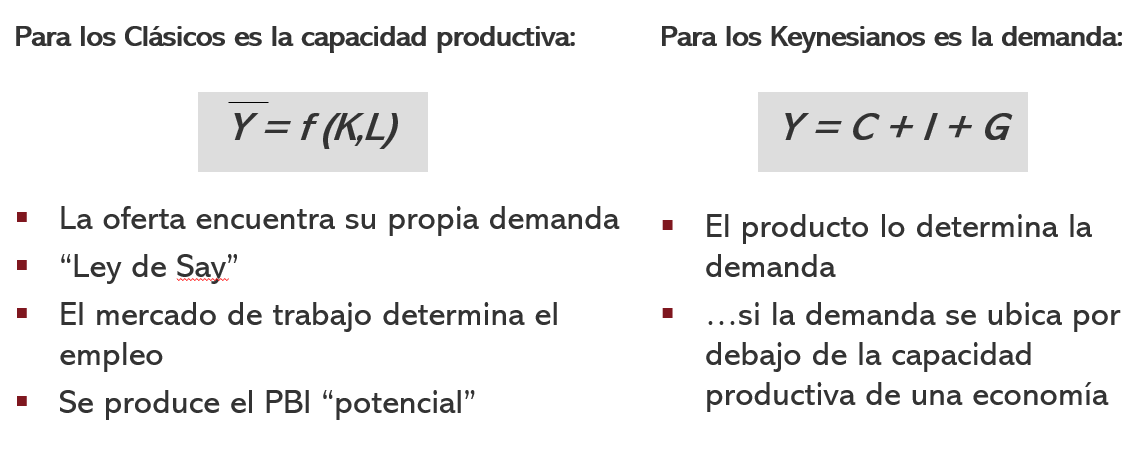 Para los Clásicos es la capacidad productiva:
Y̅ = f (K,L)
▪ La oferta encuentra su propia demanda
▪ “Ley de Say”
▪ El mercado de trabajo determina el
empleo
▪ Se produce el PBI “potencial”
Para los Keynesianos es la demanda:
Y = C + I + G
▪ El producto lo determina la
demanda
▪ …si la demanda se ubica por
debajo de la capacidad
productiva de una economía